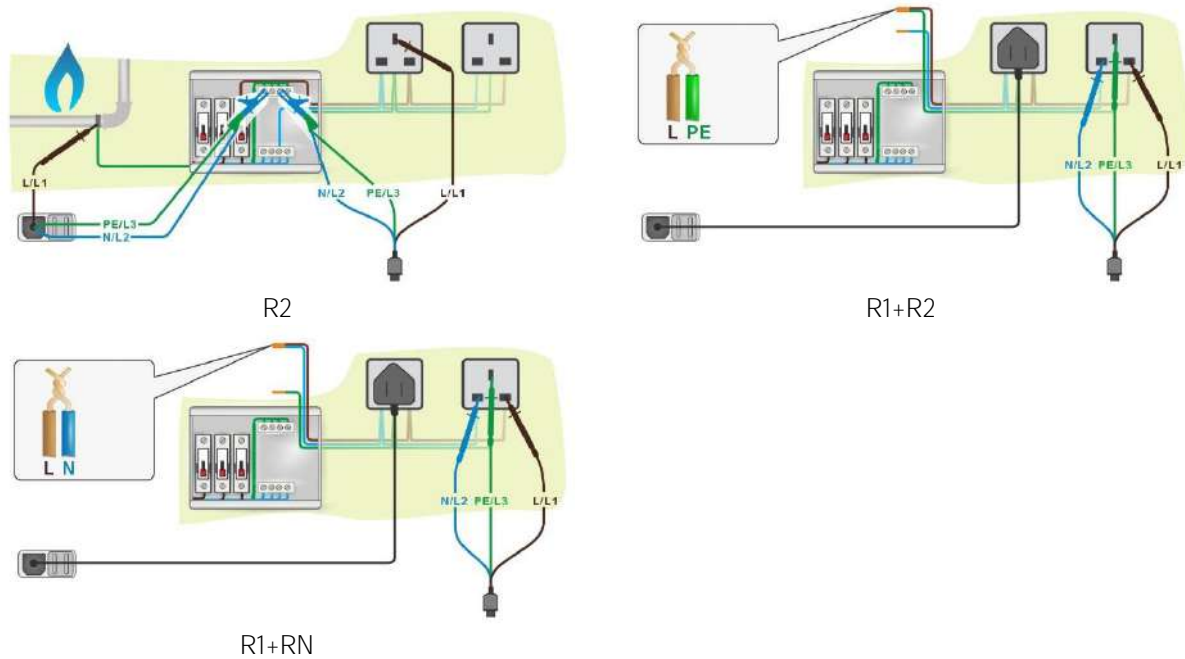 L/L1
PE/L3
N/L2
N/L2
PE/L3
L/L1
R2
L PE
N/L2 PE/L3 L/L1
R1+R2
L N
N/L2 PE/L3 L/L1
R1+RN